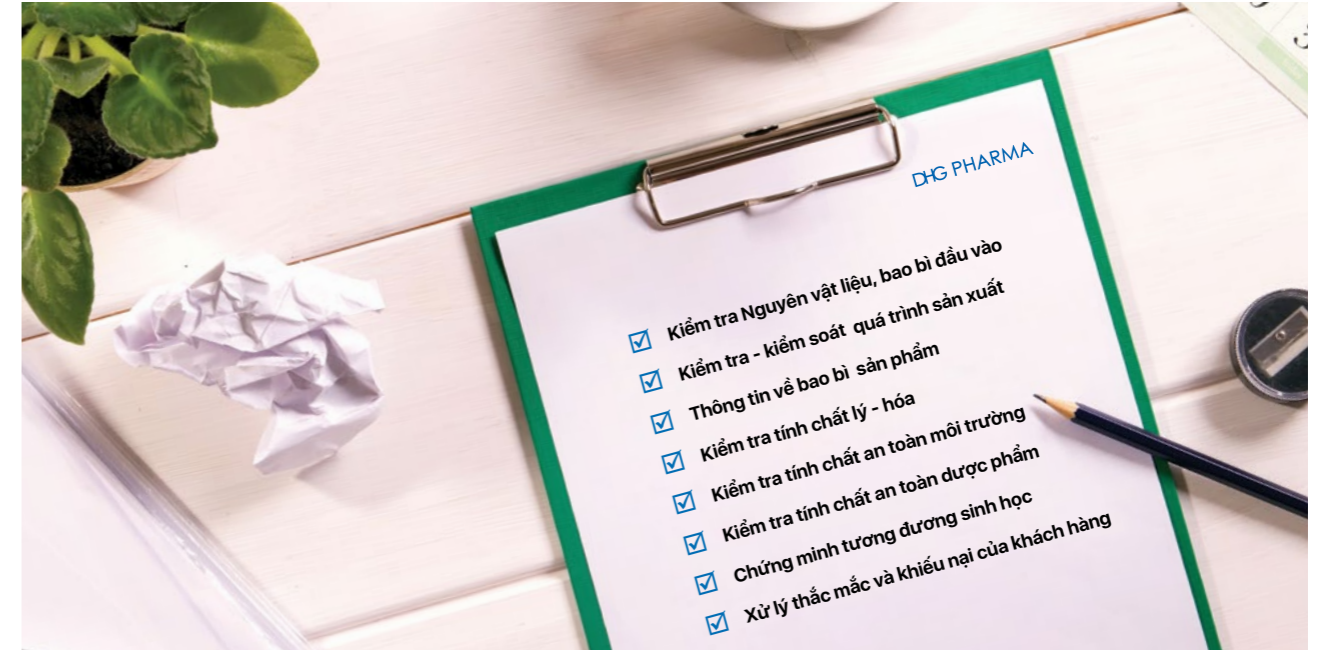 DHG PHARMA
Kiểm tra Nguyên vật liệu, bao bì đầu vào
Kiểm tra - kiểm soát quá trình sản xuất
Thông tin về bao bì sản phẩm
Kiểm tra tính chất lý - hóa
Kiểm tra tính chất an toàn môi trường
Kiểm tra tính chất an toàn dược phẩm
Chứng minh tương đương sinh học
Xử lý thắc mắc và khiếu nại của khách hàng